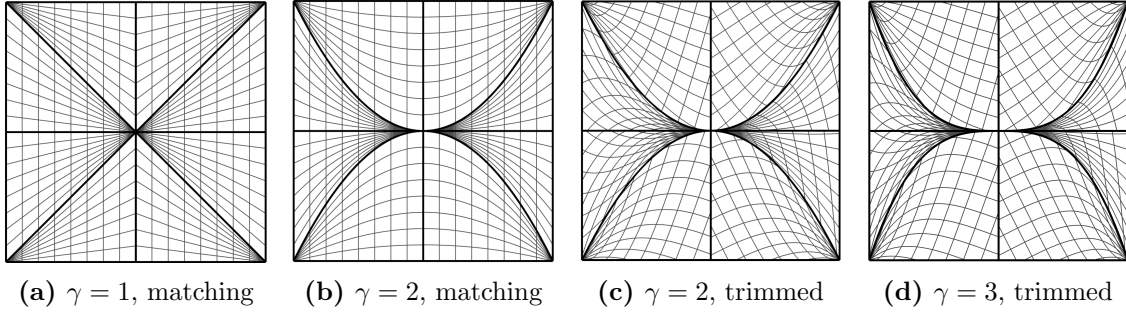 (a) γ = 1, matching (b) γ = 2, matching (c) γ = 2, trimmed (d) γ = 3, trimmed